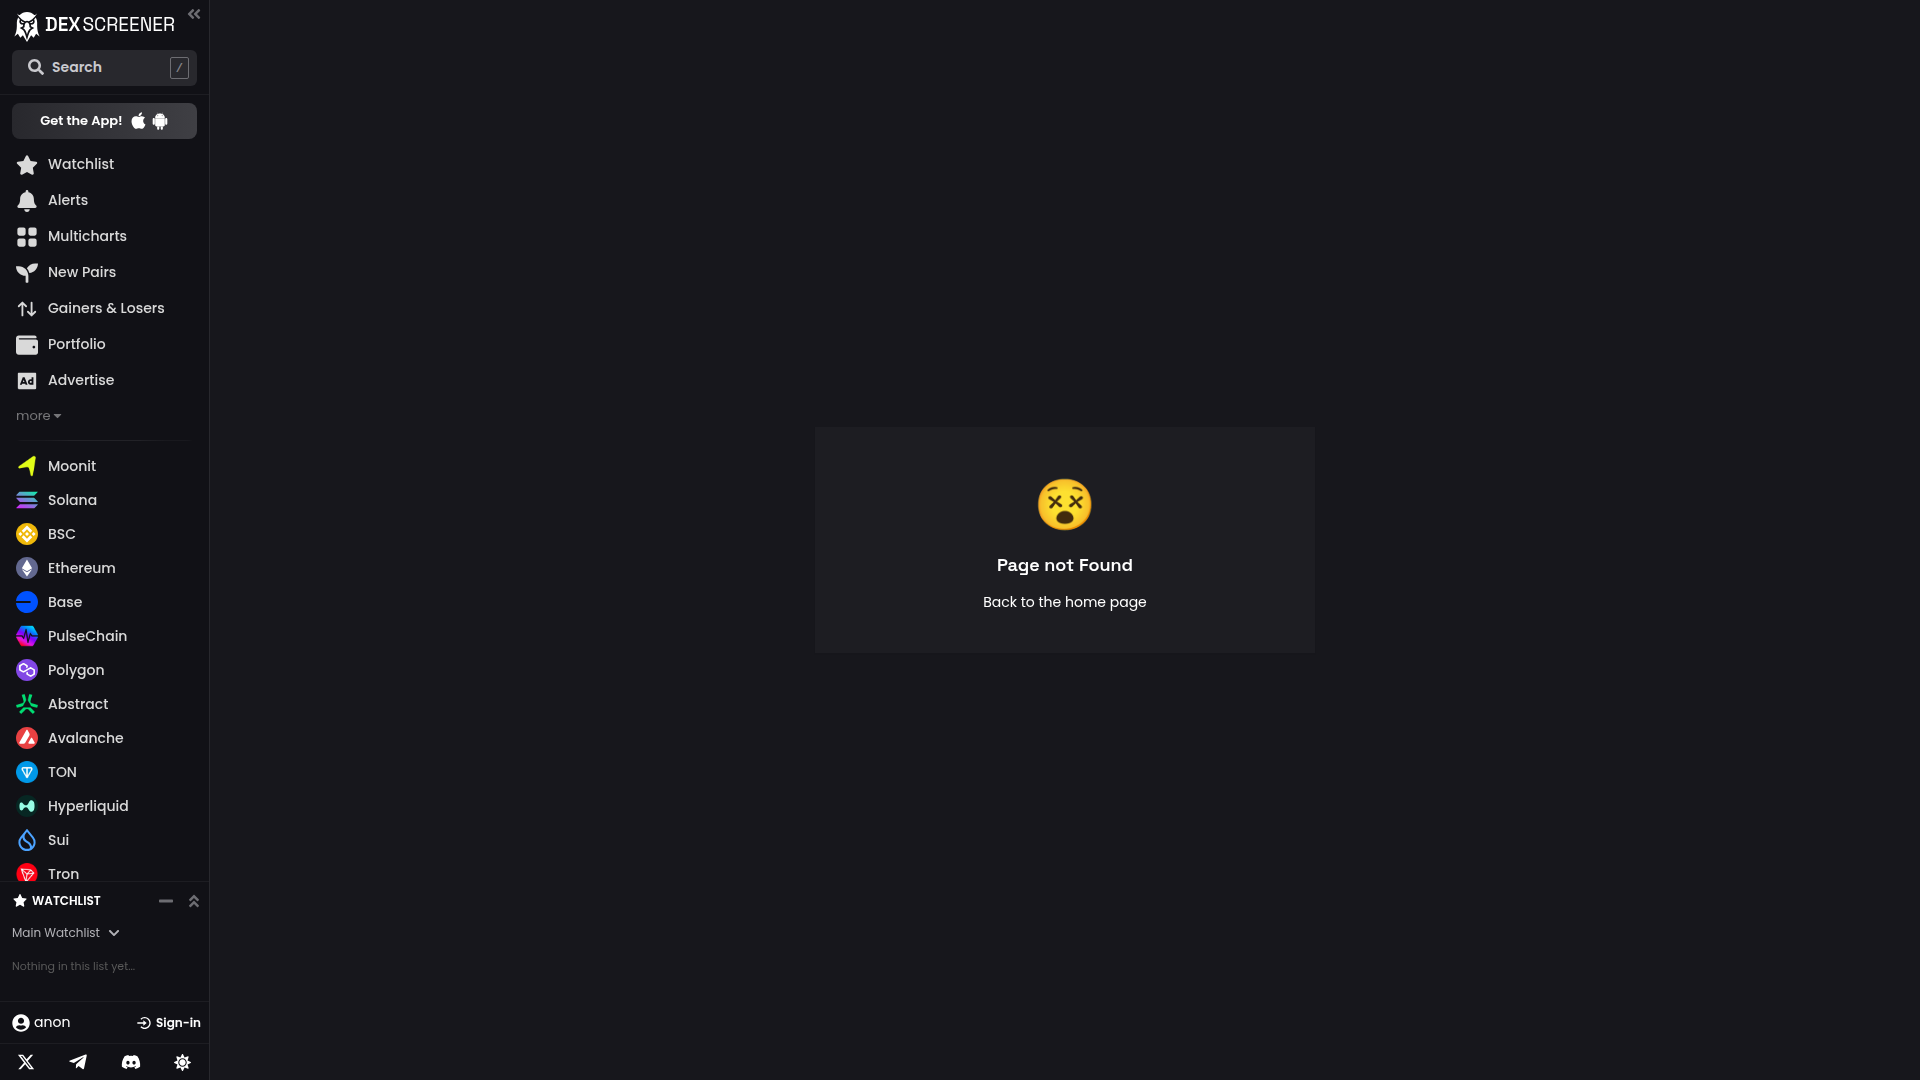 DEX SCREENER
Search /
Get the App!
Watchlist
Alerts
Multicharts
New Pairs
Gainers & Losers
Portfolio
Ad Advertise
more
Moonit
Solana
BSC
Ethereum
Base
PulseChain
Polygon
Abstract
Avalanche
TON
Hyperliquid
Sui
Tron
WATCHLIST
Main Watchlist
Nothing in this list yet...
anon Sign-in
Page not Found
Back to the home page